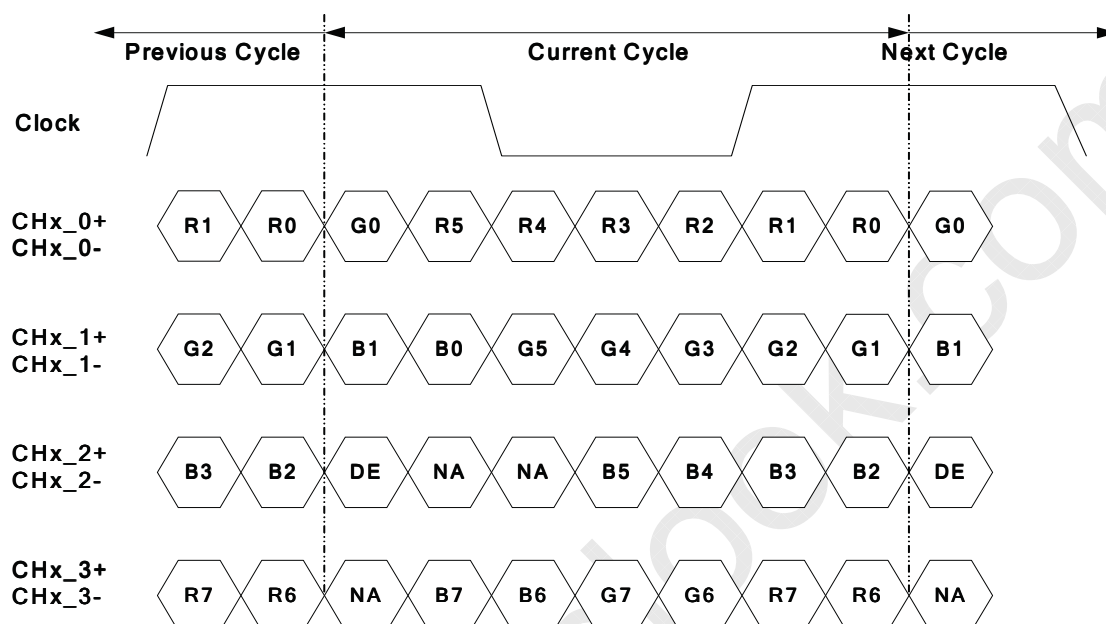 Previous Cycle Current Cycle Next Cycle
Clock
CHx_0+
CHx_0-
R1 R0 G0 R5 R4 R3 R2 R1 R0 G0
CHx_1+
CHx_1-
G2 G1 B1 B0 G5 G4 G3 G2 G1 B1
CHx_2+
CHx_2-
B3 B2 DE NA NA B5 B4 B3 B2 DE
CHx_3+
CHx_3-
R7 R6 NA B7 B6 G7 G6 R7 R6 NA
look.com